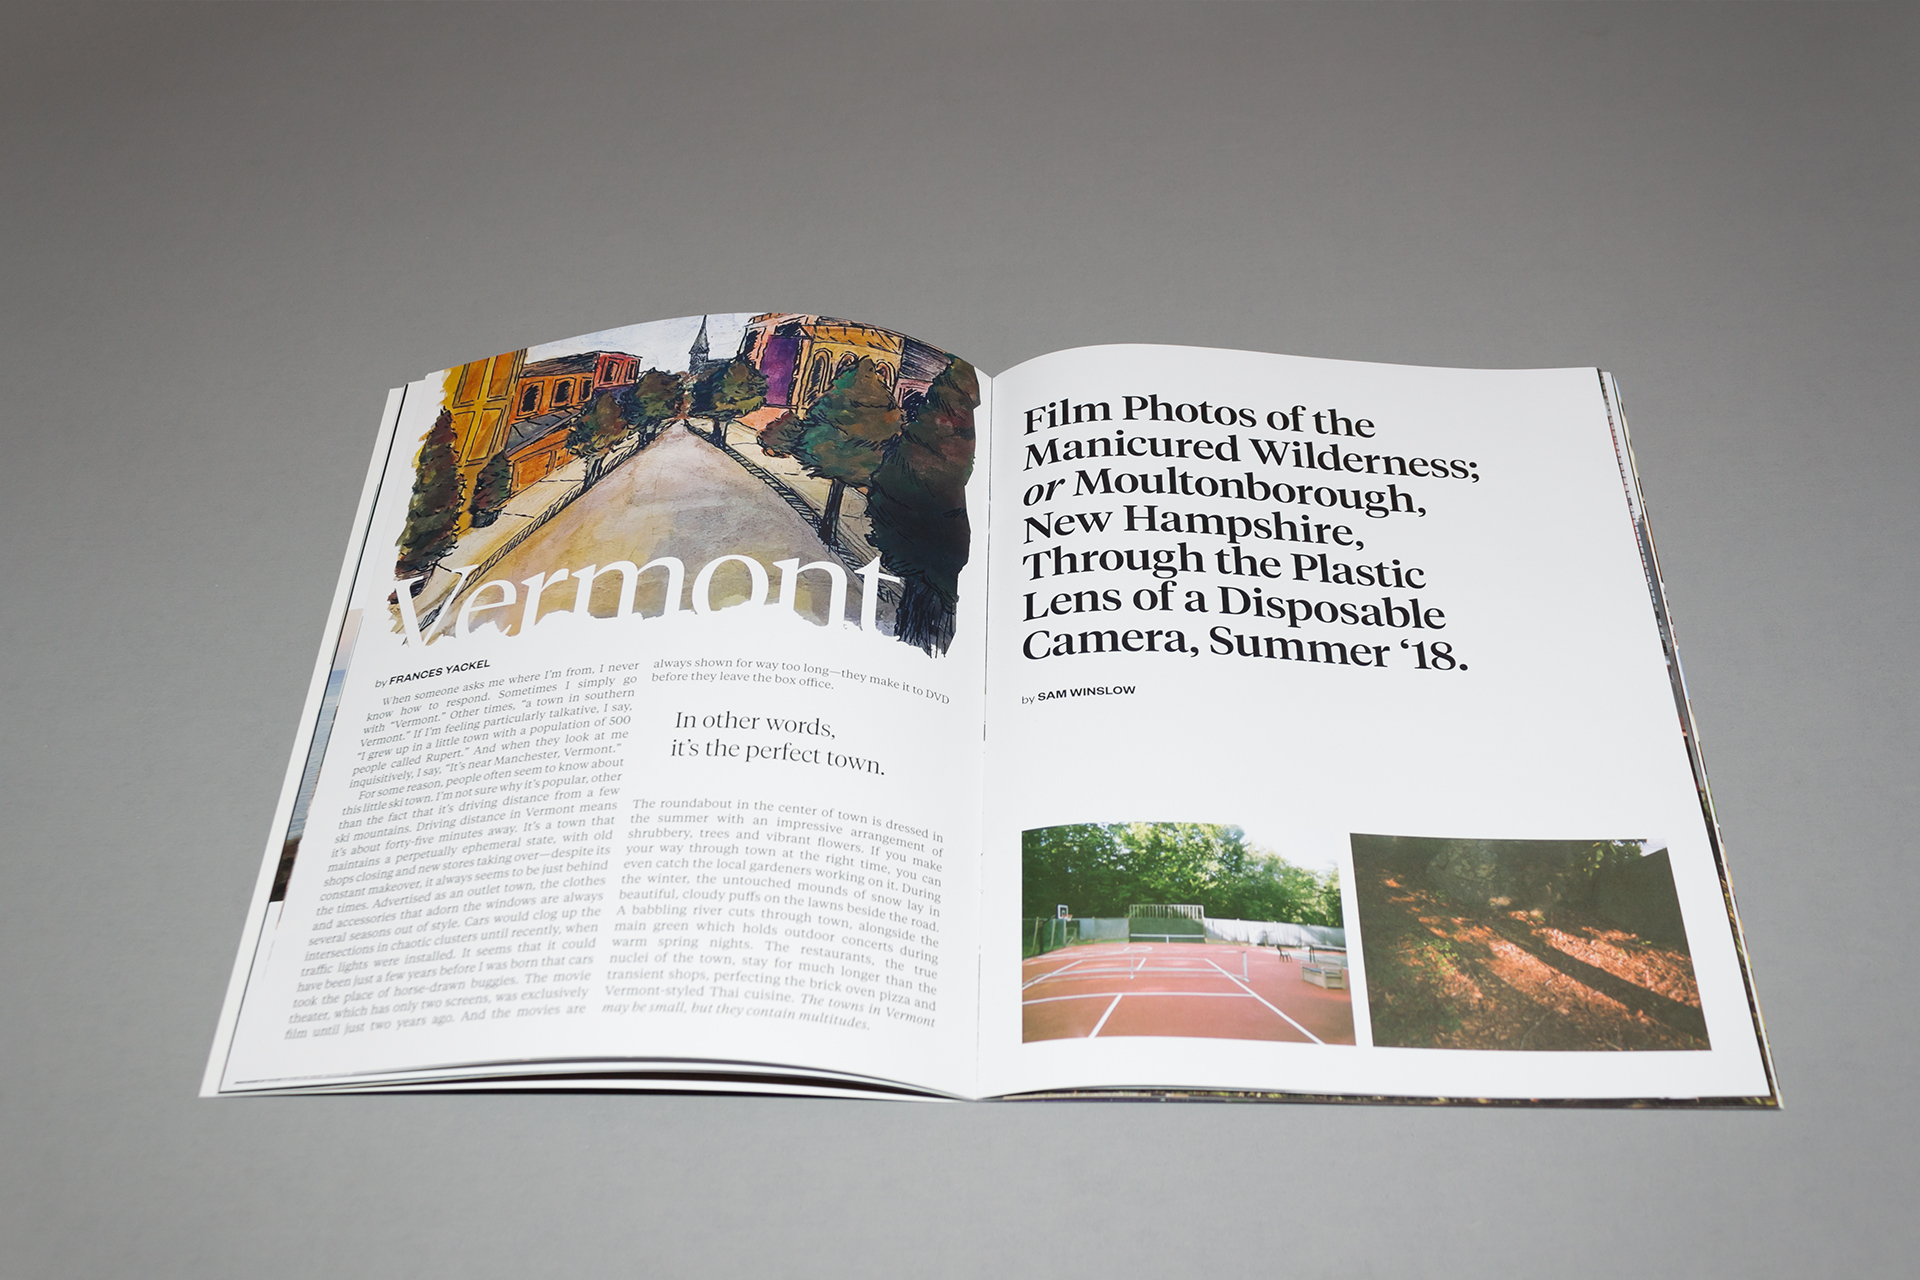 Vermont
by FRANCES YACKEL
When someone asks me where I'm from, I never
know how to respond. Sometimes I simply go
with "Vermont." Other times, "a town in southern
Vermont." If I'm feeling particularly talkative, I say,
"I grew up in a little town with a population of 500
people called Rupert." And when they look at me
inquisitively, I say, "It's near Manchester, Vermont."
For some reason, people often seem to know about
this little ski town. I'm not sure why it's popular, other
than the fact that it's driving distance from a few
ski mountains. Driving distance in Vermont means
it's about forty-five minutes away. It's a town that
maintains a perpetually ephemeral state, with old
shops closing and new stores taking over—despite its
constant makeover, it always seems to be just behind
the times. Advertised as an outlet town, the clothes
and accessories that adorn the windows are always
several seasons out of style. Cars would clog up the
intersections in chaotic clusters until recently, when
traffic lights were installed. It seems that it could
have been just a few years before I was born that cars
took the place of horse-drawn buggies. The movie
theater, which has only two screens, was exclusively
film until just two years ago. And the movies are
always shown for way too long—they make it to DVD
before they leave the box office.
In other words,
it's the perfect town.
The roundabout in the center of town is dressed in
the summer with an impressive arrangement of
shrubbery, trees and vibrant flowers. If you make
your way through town at the right time, you can
even catch the local gardeners working on it. During
the winter, the untouched mounds of snow lay in
beautiful, cloudy puffs on the lawns beside the road.
A babbling river cuts through town, alongside the
main green which holds outdoor concerts during
warm spring nights. The restaurants, the true
nuclei of the town, stay for much longer than the
transient shops, perfecting the brick oven pizza and
Vermont-styled Thai cuisine. The towns in Vermont
may be small, but they contain multitudes.
Film Photos of the
Manicured Wilderness;
or Moultonborough,
New Hampshire,
Through the Plastic
Lens of a Disposable
Camera, Summer ‘18.
by SAM WINSLOW